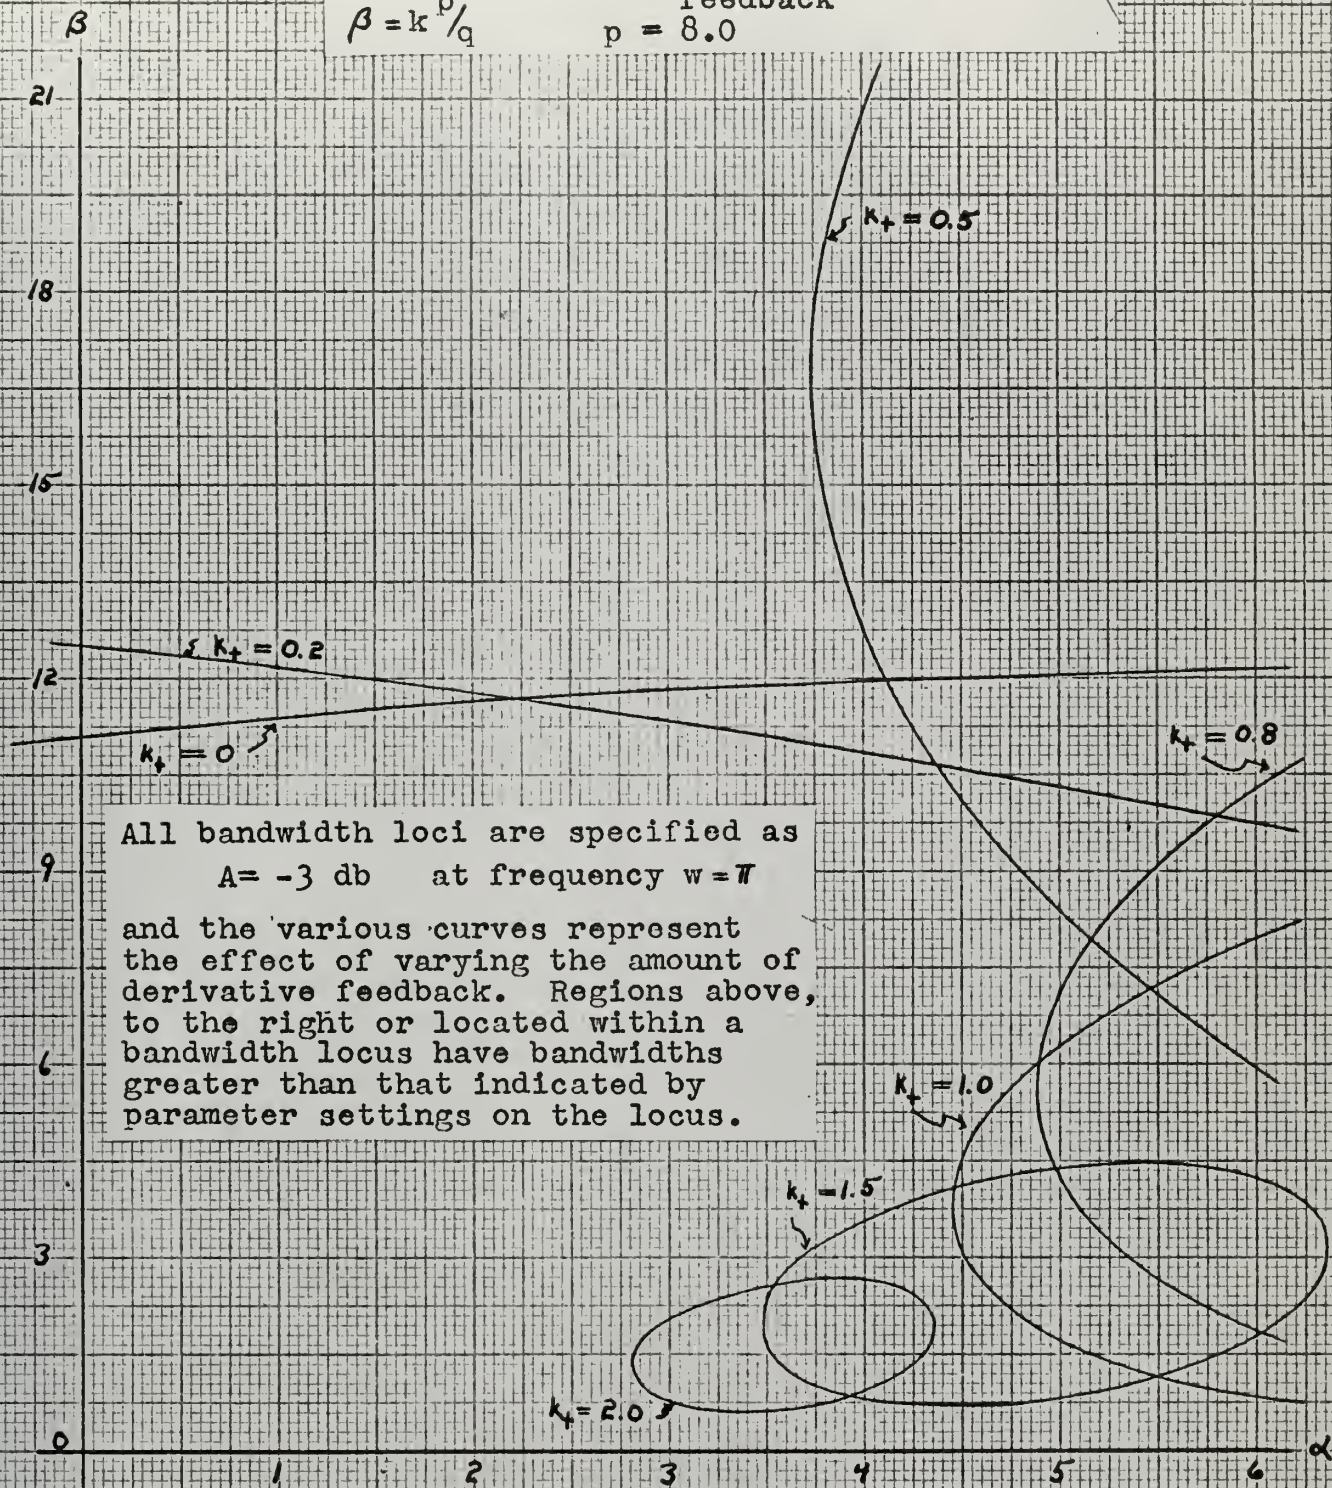 feedback
β = k p/q p = 8.0
β
21
18
15
12
9
6
3
0
k+ = 0.5
k+ = 0.2
k+ = 0
k+ = 0.8
All bandwidth loci are specified as
A= -3 db at frequency w = π
and the various curves represent
the effect of varying the amount of
derivative feedback. Regions above,
to the right or located within a
bandwidth locus have bandwidths
greater than that indicated by
parameter settings on the locus.
k+ = 1.0
k+ = 1.5
k+ = 2.0
1 2 3 4 5 6 α